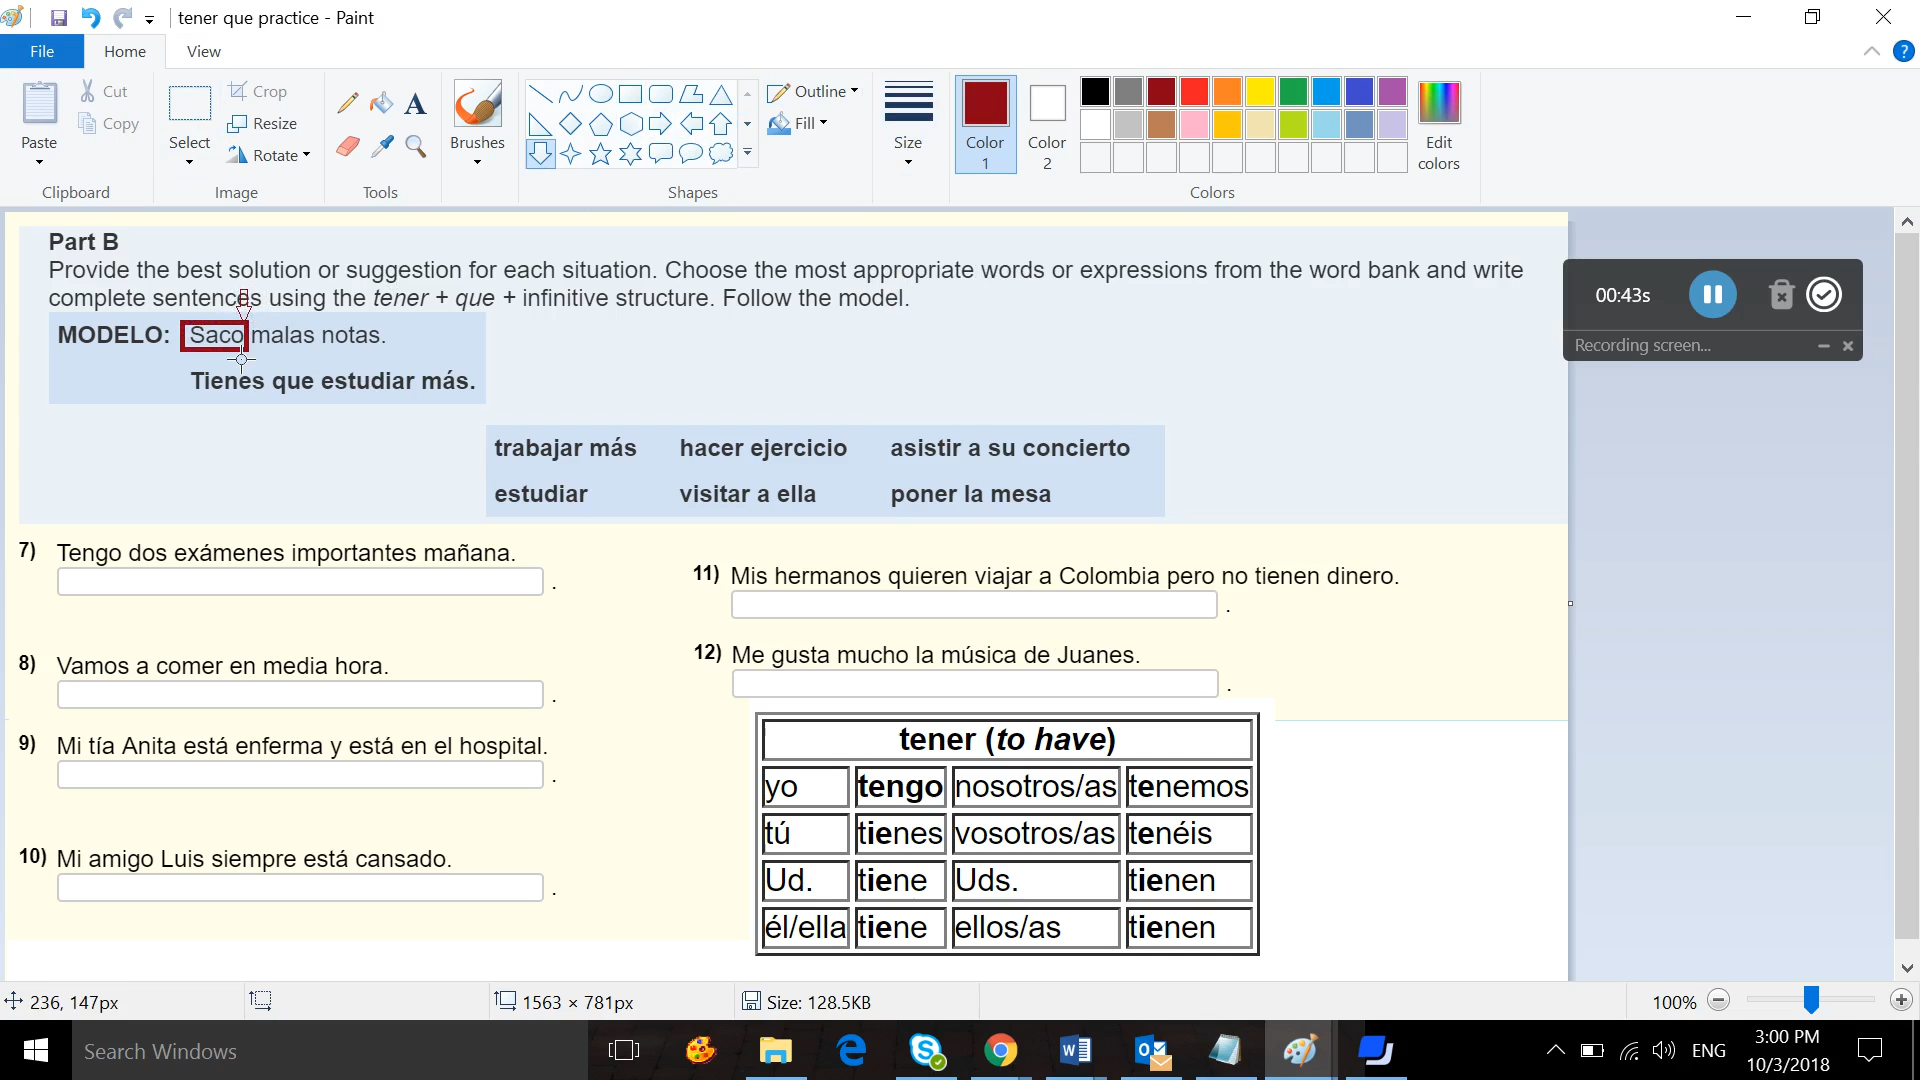 tener que practice - Paint
File
Home
View
Paste
Cut
Copy
Clipboard
Select
Crop
Resize
Rotate
Image
Tools
Brushes
Shapes
Outline
Fill
Size
Color 1
Color 2
Edit colors
Colors
Part B
Provide the best solution or suggestion for each situation. Choose the most appropriate words or expressions from the word bank and write
complete sentences using the tener + que + infinitive structure. Follow the model.
MODELO: Saco malas notas.
Tienes que estudiar más.
trabajar más hacer ejercicio asistir a su concierto
estudiar visitar a ella poner la mesa
7) Tengo dos exámenes importantes mañana.
.
8) Vamos a comer en media hora.
.
9) Mi tía Anita está enferma y está en el hospital.
.
10) Mi amigo Luis siempre está cansado.
.
11) Mis hermanos quieren viajar a Colombia pero no tienen dinero.
.
12) Me gusta mucho la música de Juanes.
.
tener (to have)
yo tengo nosotros/as tenemos
tú tienes vosotros/as tenéis
Ud. tiene Uds. tienen
él/ella tiene ellos/as tienen
00:43s
Recording screen...
236, 147px
1563 × 781px
Size: 128.5KB
100%
Search Windows
ENG
3:00 PM
10/3/2018